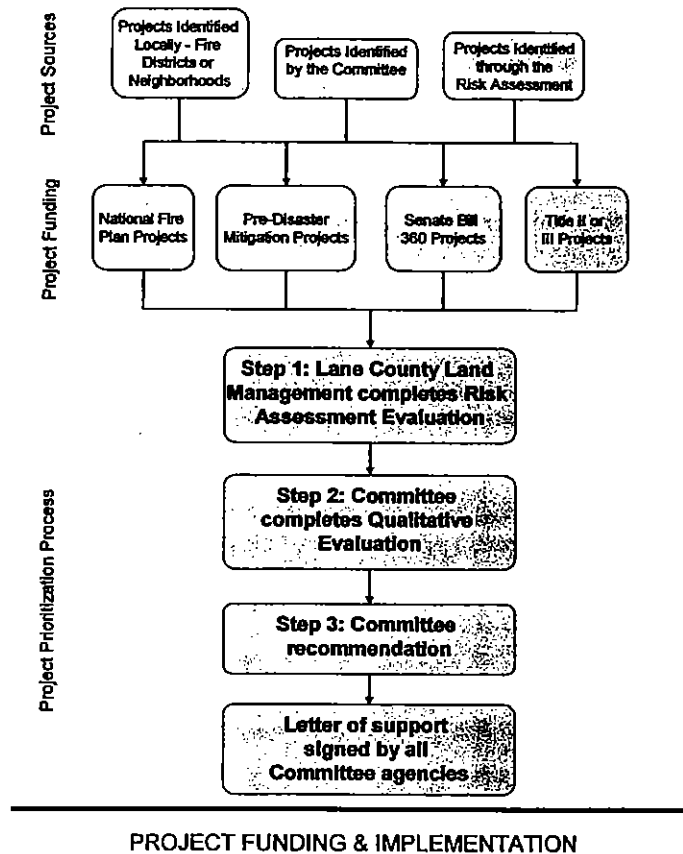 Project Sources
Projects Identified
Locally - Fire
Districts or
Neighborhoods
Projects Identified
by the Committee
Projects Identified
through the
Risk Assessment
Project Funding
National Fire
Plan Projects
Pre-Disaster
Mitigation Projects
Senate Bill
360 Projects
Title II or
III Projects
Project Prioritization Process
Step 1: Lane County Land
Management completes Risk
Assessment Evaluation
Step 2: Committee
completes Qualitative
Evaluation
Step 3: Committee
recommendation
Letter of support
signed by all
Committee agencies
PROJECT FUNDING & IMPLEMENTATION